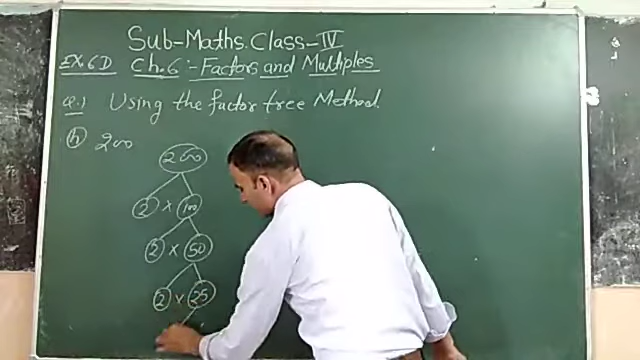 Sub-Maths. Class-IV
EX 6D Ch.6:-Factors and Multiples
Q.1 Using the factor tree Method.
h 200
200
2 × 100
2 × 50
2 × 25